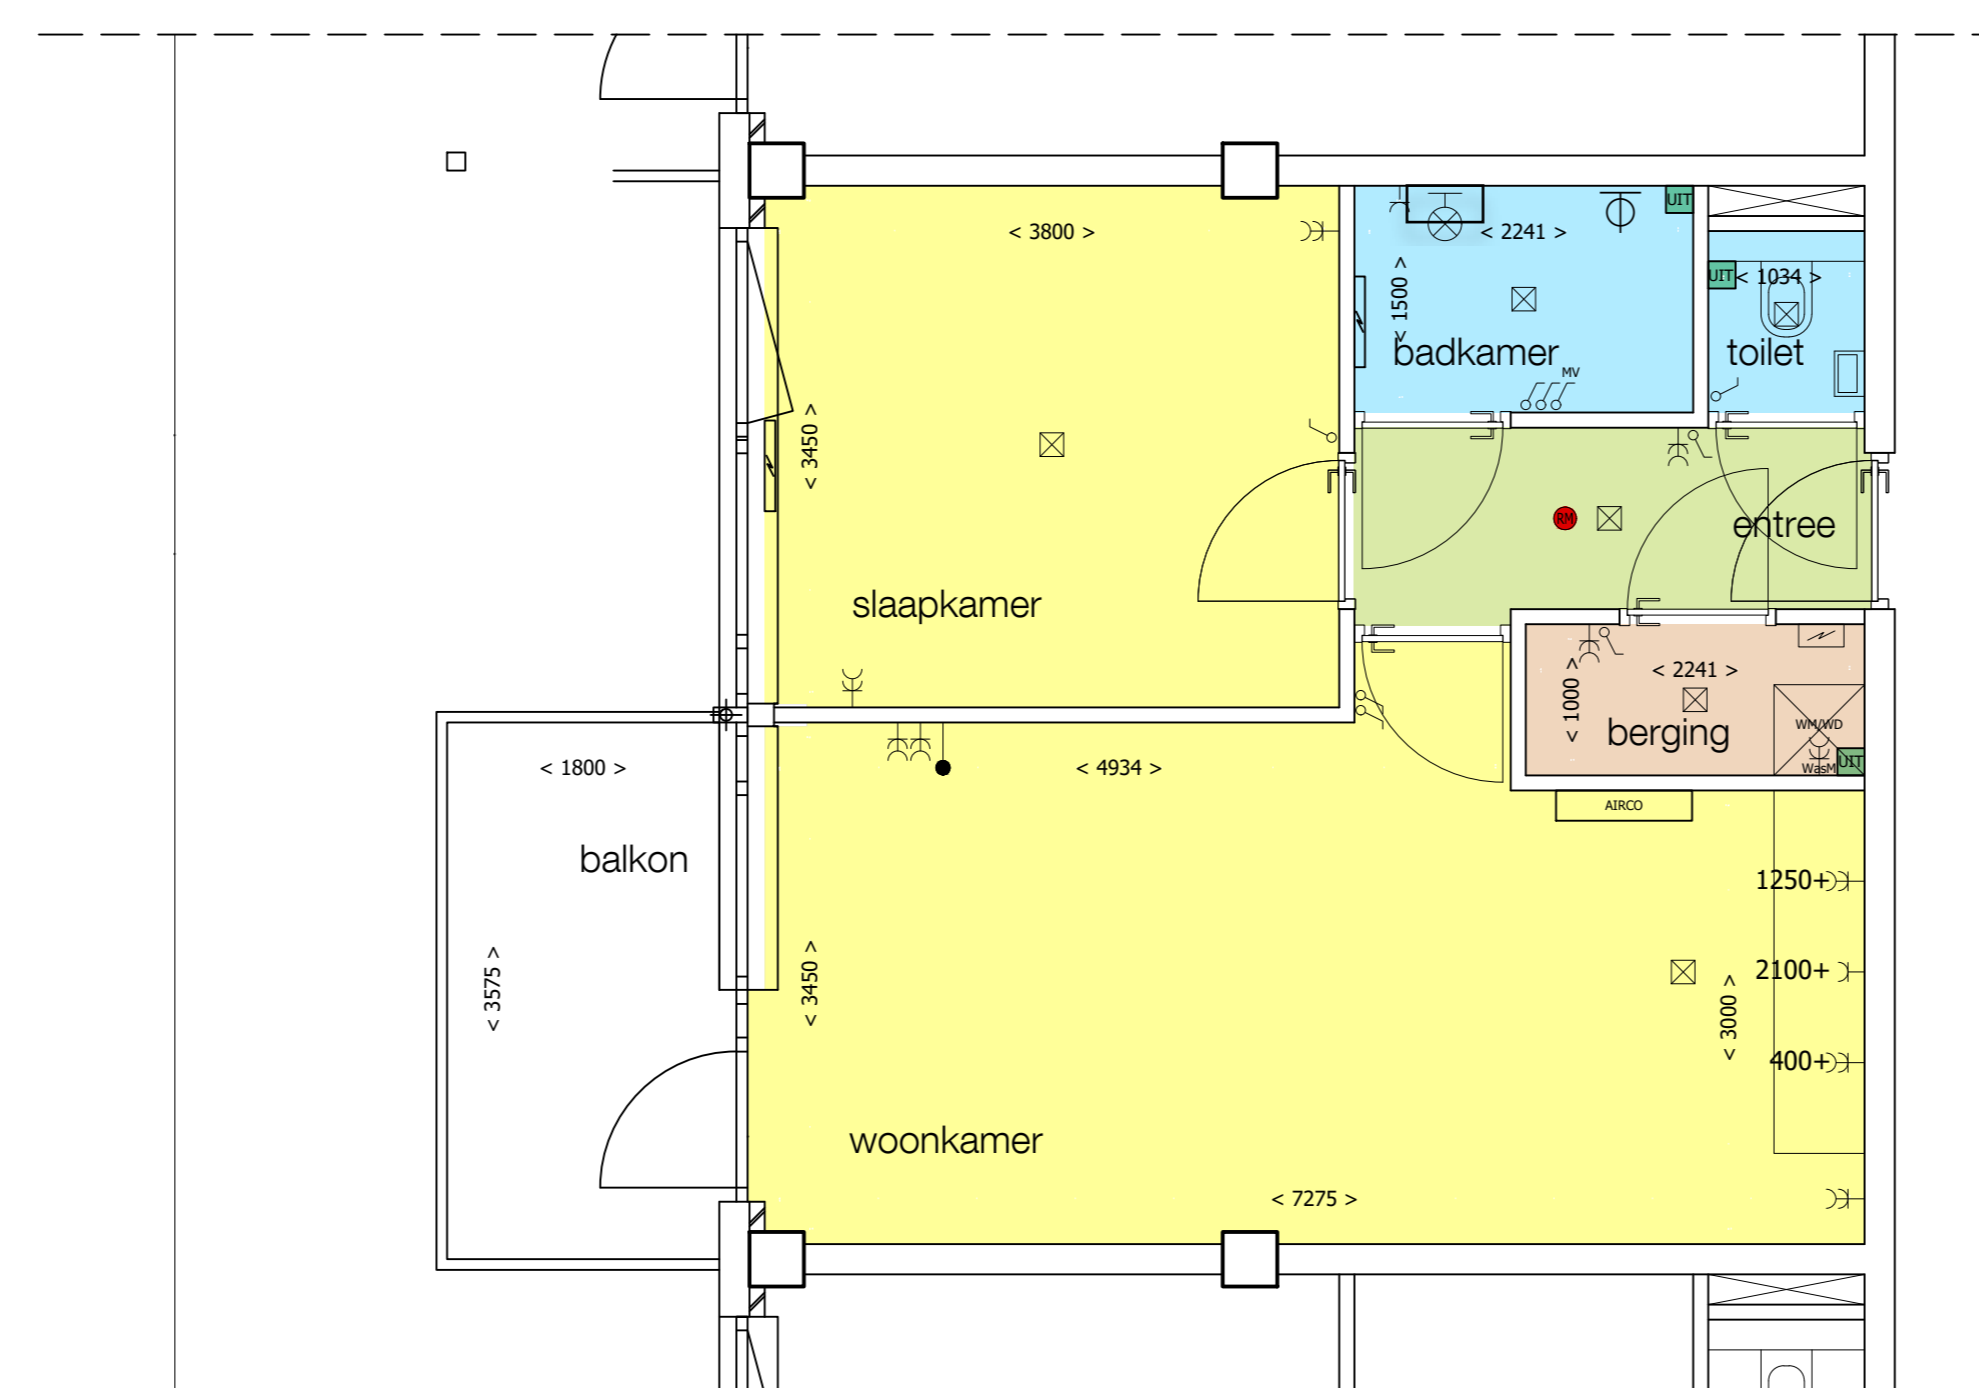 < 3800 >
UIT
< 2241 >
< 1500 >
badkamer
MV
UIT
< 1034 >
toilet
< 3450 >
slaapkamer
RM
entree
< 1000 >
< 2241 >
berging
WM/WD
WasM
UIT
< 1800 >
balkon
< 3575 >
< 4934 >
AIRCO
< 3450 >
1250+
2100+
< 3000 >
400+
woonkamer
< 7275 >